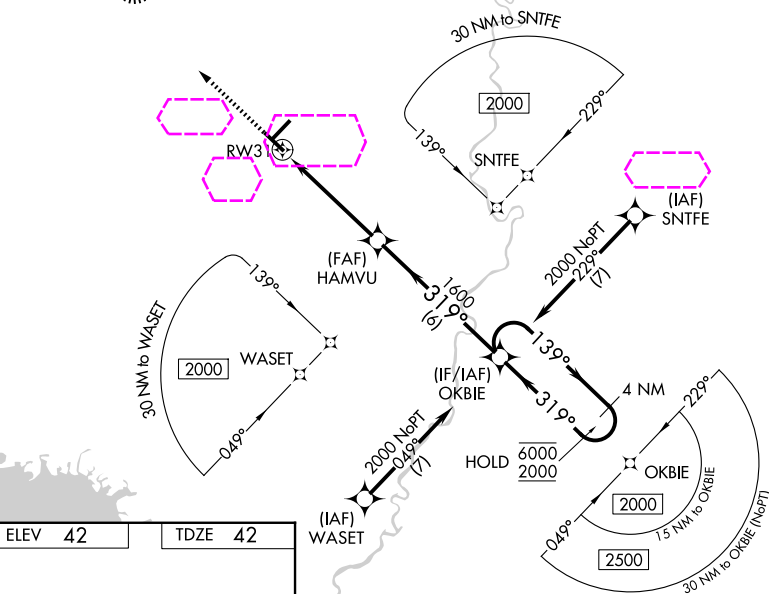 30 NM to SNTFE
2000
139°
229°
SNTFE
RW31
(IAF)
SNTFE
2000 NoPT
229°
(7)
(FAF)
HAMVU
1600
319°
(6)
30 NM to WASET
139°
2000
WASET
049°
(IF/IAF)
OKBIE
139°
319°
4 NM
HOLD
6000
2000
2000 NoPT
049°
(7)
(IAF)
WASET
229°
OKBIE
049°
2000
15 NM to OKBIE
2500
30 NM to OKBIE (NoPT)
ELEV 42
TDZE 42